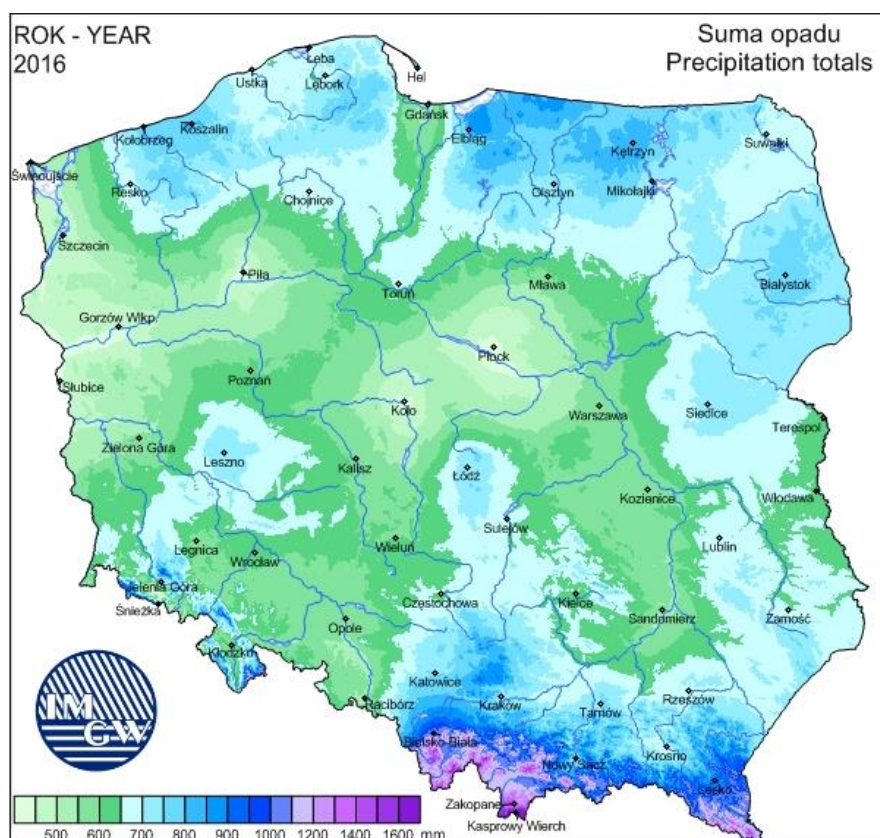 ROK - YEAR
2016
Suma opadu
Precipitation totals
Łeba
Ustka
Lębork
Hel
Gdańsk
Koszalin
Kołobrzeg
Elbląg
Kętrzyn
Suwałki
Świnoujście
Resko
Chojnice
Olsztyn
Mikołajki
Szczecin
Piła
Toruń
Mława
Białystok
Gorzów Wlkp.
Płock
Słubice
Poznań
Koło
Warszawa
Siedlce
Terespol
Zielona Góra
Leszno
Kalisz
Łódź
Kozienice
Włodawa
Sulejów
Legnica
Wrocław
Wieluń
Lublin
Jelenia Góra
Śnieżka
Częstochowa
Kielce
Sandomierz
Zamość
Opole
Kłodzko
Katowice
Racibórz
Kraków
Tarnów
Rzeszów
Bielsko-Biała
Nowy Sącz
Krosno
Lesko
Zakopane
Kasprowy Wierch
IM
GW
500 600 700 800 900 1000 1200 1400 1600 mm